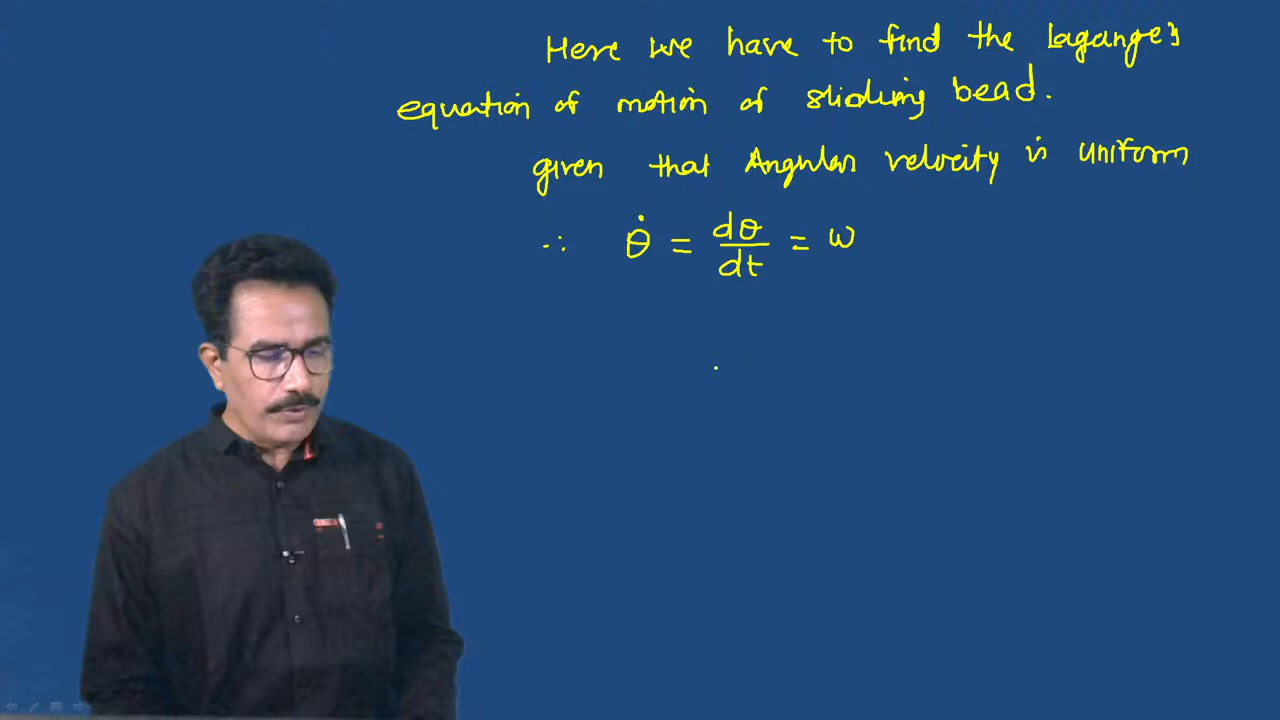 Here we have to find the Lagange's
equation of motion of sliding bead.
given that Angular velocity is uniform
∴ θ̇ = dθ/dt = ω